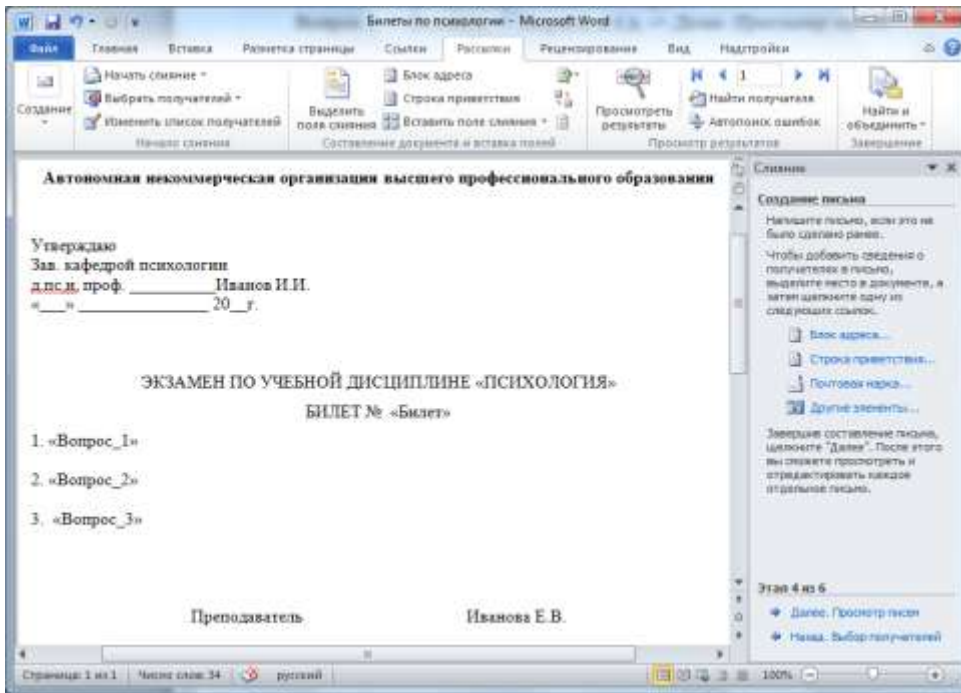 Билеты по психологии - Microsoft Word
Файл Главная Вставка Разметка страницы Ссылки Рассылки Рецензирование Вид Надстройки
Создание
Начать слияние
Выбрать получателей
Изменить список получателей
Начало слияния
Выделить поля слияния
Блок адреса
Строка приветствия
Вставить поле слияния
Составление документа и вставка полей
Просмотреть результаты
1
Найти получателя
Автопоиск ошибок
Просмотр результатов
Найти и объединить
Завершение
Автономная некоммерческая организация высшего профессионального образования
Утверждаю
Зав. кафедрой психологии
д.пс.н, проф. __________Иванов И.И.
«___» ______________ 20__г.
ЭКЗАМЕН ПО УЧЕБНОЙ ДИСЦИПЛИНЕ «ПСИХОЛОГИЯ»
БИЛЕТ № «Билет»
1. «Вопрос_1»
2. «Вопрос_2»
3. «Вопрос_3»
Преподаватель Иванова Е.В.
Слияние
Создание письма
Напишите письмо, если это не
было сделано ранее.
Чтобы добавить сведения о
получателях в письмо,
выделите место в документе, а
затем щелкните одну из
следующих ссылок.
Блок адреса...
Строка приветствия...
Почтовая марка...
Другие элементы...
Завершив составление письма,
щелкните "Далее". После этого
вы сможете просмотреть и
отредактировать каждое
отдельное письмо.
Этап 4 из 6
Далее. Просмотр писем
Назад. Выбор получателей
Страница: 1 из 1 Число слов: 34 русский 100%